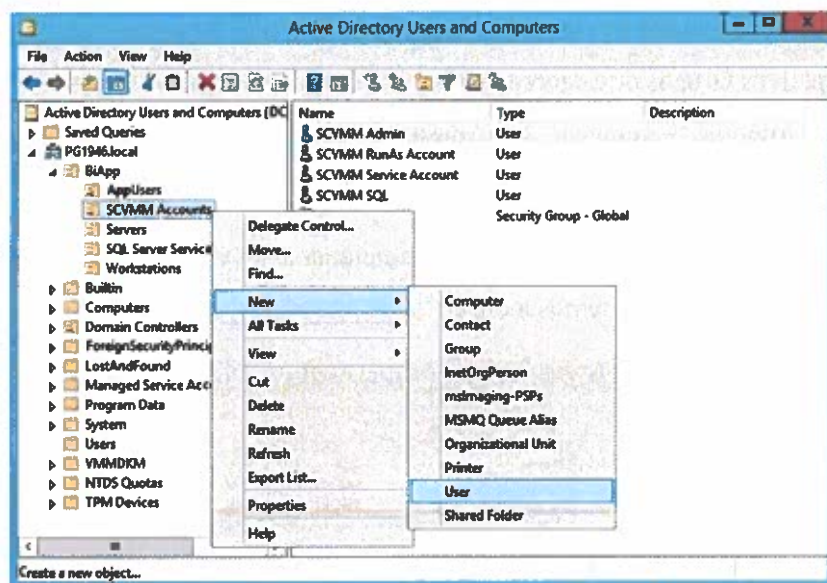 Active Directory Users and Computers
File Action View Help
Active Directory Users and Computers [DC
Saved Queries
PG1946.local
BiApp
AppUsers
SCVMM Accounts
Servers
SQL Server Service
Workstations
Builtin
Computers
Domain Controllers
ForeignSecurityPrincip
LostAndFound
Managed Service Acc
Program Data
System
Users
VMMDKM
NTDS Quotas
TPM Devices
Name Type Description
SCVMM Admin User
SCVMM RunAs Account User
SCVMM Service Account User
SCVMM SQL User
Security Group - Global
Delegate Control...
Move...
Find...
New
All Tasks
View
Cut
Delete
Rename
Refresh
Export List...
Properties
Help
Computer
Contact
Group
InetOrgPerson
msImaging-PSPs
MSMQ Queue Alias
Organizational Unit
Printer
User
Shared Folder
Create a new object...